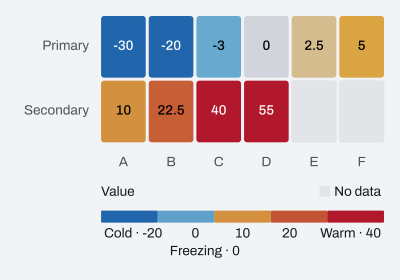 Primary -30 -20 -3 0 2.5 5
Secondary 10 22.5 40 55
A B C D E F
Value No data
Cold · -20 0 10 20 Warm · 40
Freezing · 0